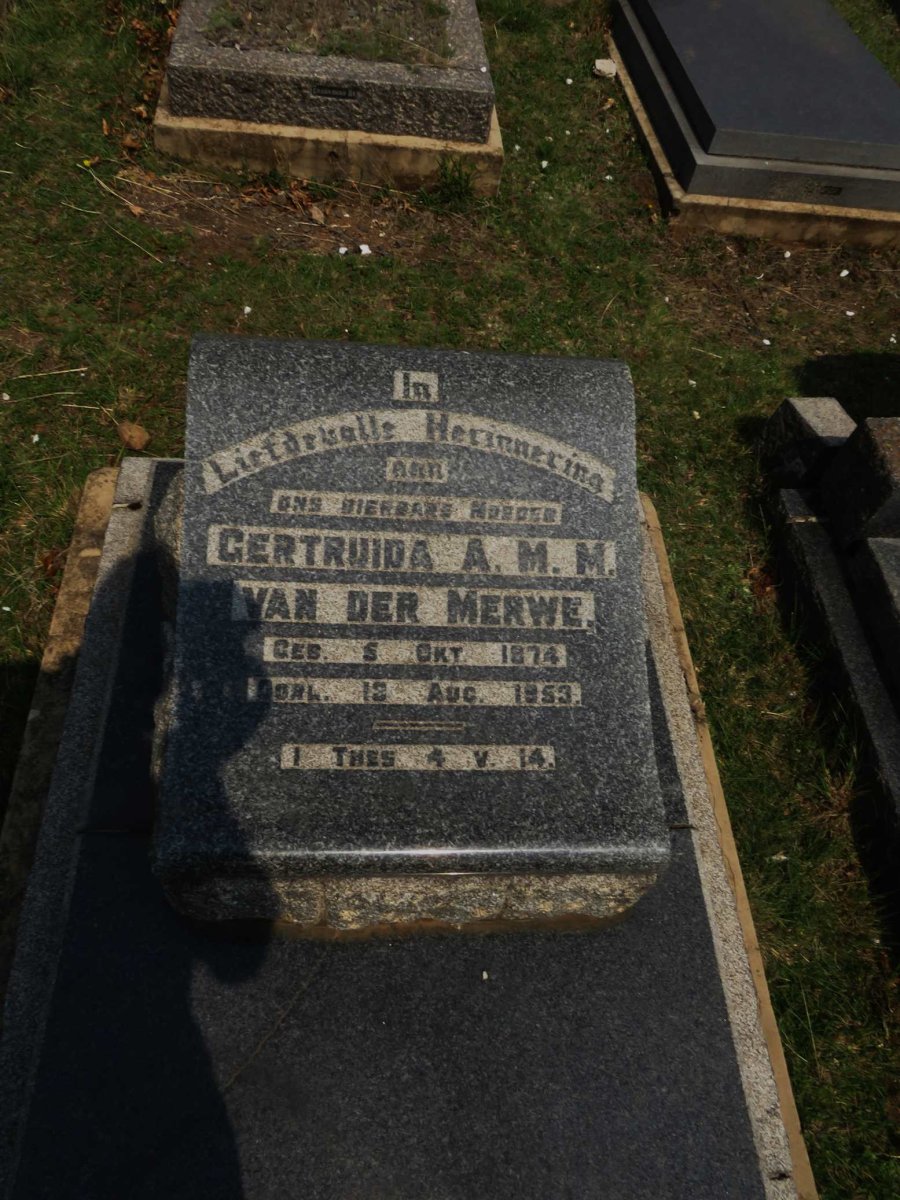 In
Liefdevolle Herinnering
aan
ONS DIERBARE MOEDER
GERTRUIDA A. M. M.
VAN DER MERWE.
GEB. 5 OKT. 1874
OORL. 13 AUG. 1953.
I THES 4 V. 14.